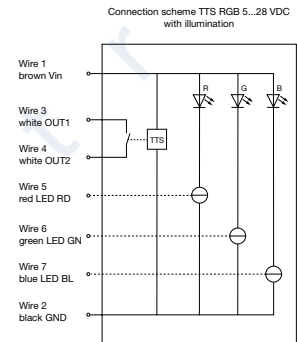 Connection scheme TTS RGB 5...28 VDC
with illumination
Wire 1
brown Vin
R
G
B
Wire 3
white OUT1
TTS
Wire 4
white OUT2
Wire 5
red LED RD
Wire 6
green LED GN
Wire 7
blue LED BL
Wire 2
black GND